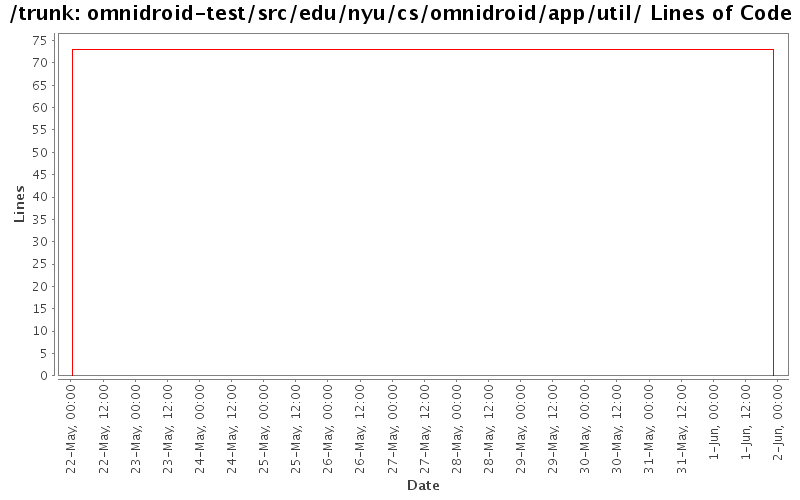 /trunk: omnidroid-test/src/edu/nyu/cs/omnidroid/app/util/ Lines of Code
75
70
65
60
55
50
45
40
35
30
25
20
15
10
5
0
Lines
22-May, 00:00
22-May, 12:00
23-May, 00:00
23-May, 12:00
24-May, 00:00
24-May, 12:00
25-May, 00:00
25-May, 12:00
26-May, 00:00
26-May, 12:00
27-May, 00:00
27-May, 12:00
28-May, 00:00
28-May, 12:00
29-May, 00:00
29-May, 12:00
30-May, 00:00
30-May, 12:00
31-May, 00:00
31-May, 12:00
1-Jun, 00:00
1-Jun, 12:00
2-Jun, 00:00
Date